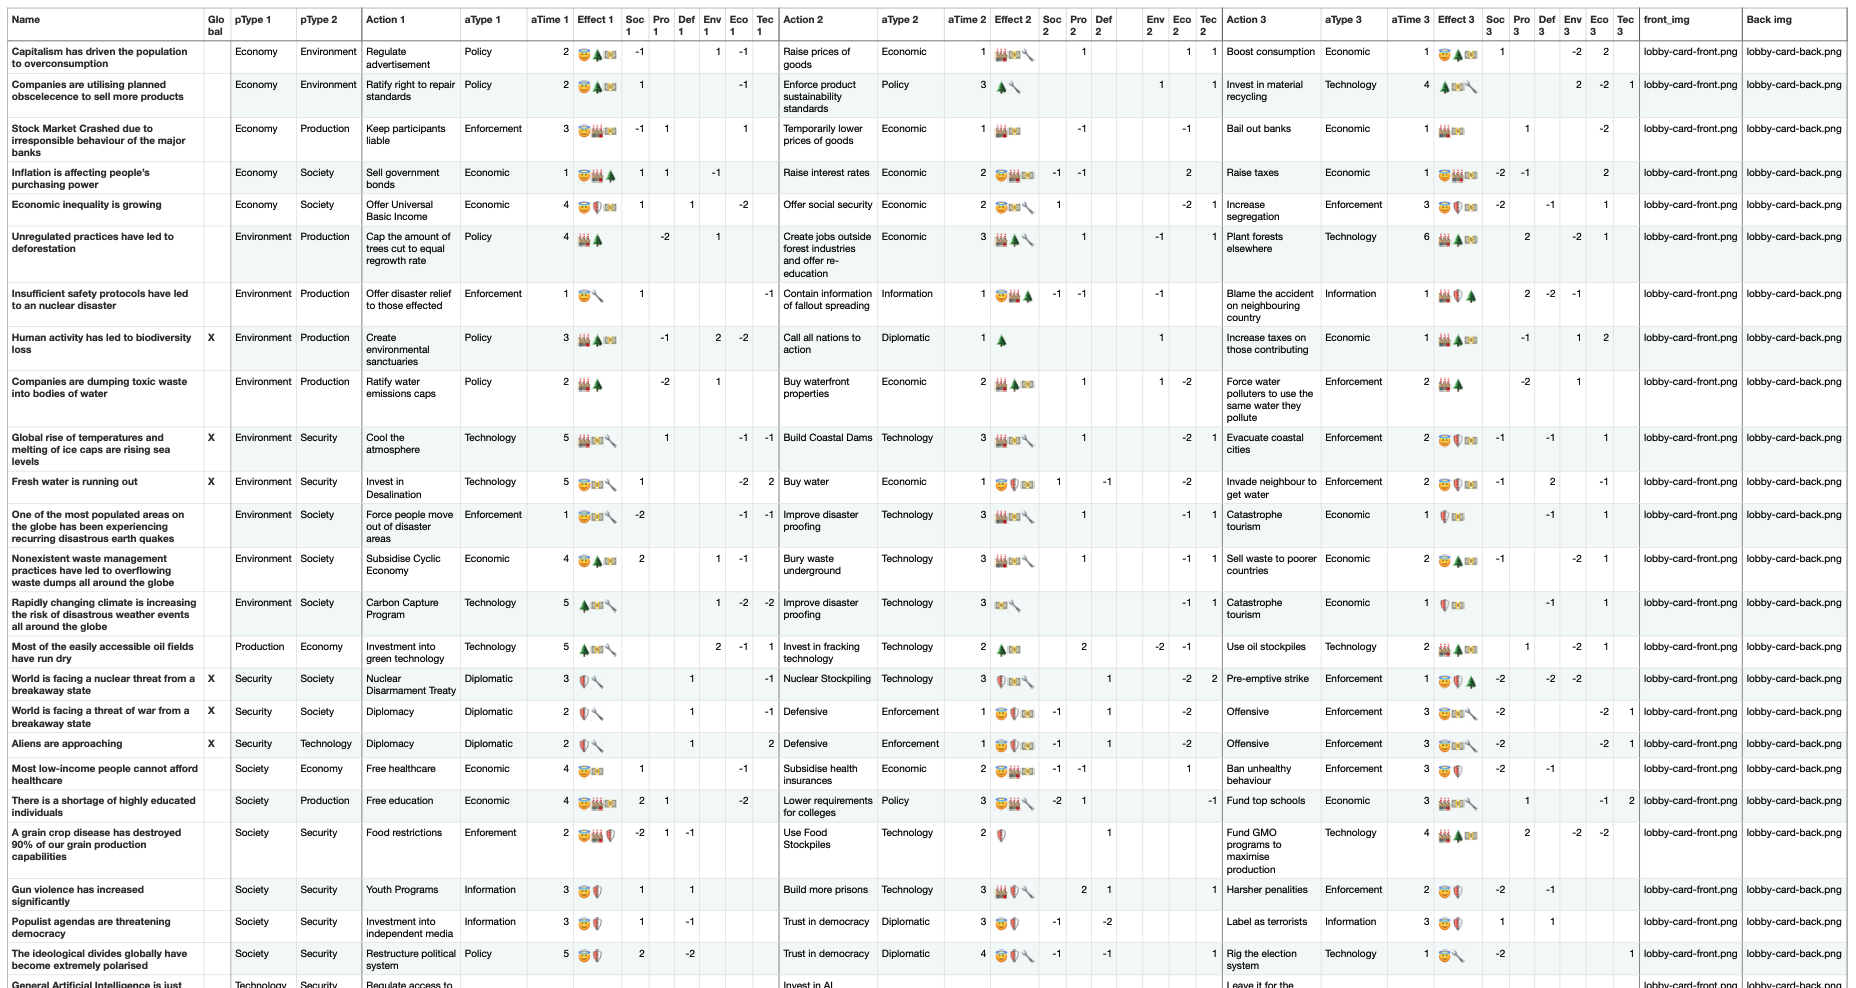 Name Glo pType 1 pType 2 Action 1 aType 1 aTime 1 Effect 1 Soc Pro Def Env Eco Tec Action 2 aType 2 aTime 2 Effect 2 Soc Pro Def Env Eco Tec Action 3 aType 3 aTime 3 Effect 3 Soc Pro Def Env Eco Tec front_img Back img
bal 1 1 1 1 1 1 2 2 2 2 2 2 3 3 3 3 3 3
Capitalism has driven the population Economy Environment Regulate Policy 2 -1 1 -1 Raise prices of Economic 1 1 1 1 Boost consumption Economic 1 1 -2 2 lobby-card-front.png lobby-card-back.png
to overconsumption advertisement goods
Companies are utilising planned Economy Environment Ratify right to repair Policy 2 1 -1 Enforce product Policy 3 1 1 Invest in material Technology 4 2 -2 1 lobby-card-front.png lobby-card-back.png
obscelecence to sell more products standards sustainability recycling
standards
Stock Market Crashed due to Economy Production Keep participants Enforcement 3 -1 1 1 Temporarily lower Economic 1 -1 -1 Bail out banks Economic 1 1 -2 lobby-card-front.png lobby-card-back.png
irresponsible behaviour of the major liable prices of goods
banks
Inflation is affecting people's Economy Society Sell government Economic 1 1 1 -1 Raise interest rates Economic 2 -1 -1 2 Raise taxes Economic 1 -2 -1 2 lobby-card-front.png lobby-card-back.png
purchasing power bonds
Economic inequality is growing Economy Society Offer Universal Economic 4 1 1 -2 Offer social security Economic 2 1 -2 1 Increase Enforcement 3 -2 -1 1 lobby-card-front.png lobby-card-back.png
Basic Income segregation
Unregulated practices have led to Environment Production Cap the amount of Policy 4 -2 1 Create jobs outside Economic 3 1 -1 1 Plant forests Technology 6 2 -2 1 lobby-card-front.png lobby-card-back.png
deforestation trees cut to equal forest industries elsewhere
regrowth rate and offer re-
education
Insufficient safety protocols have led Environment Production Offer disaster relief Enforcement 1 1 -1 Contain information Information 1 -1 -1 -1 Blame the accident Information 1 2 -2 -1 lobby-card-front.png lobby-card-back.png
to an nuclear disaster to those effected of fallout spreading on neighbouring
country
Human activity has led to biodiversity X Environment Production Create Policy 3 -1 2 -2 Call all nations to Diplomatic 1 1 Increase taxes on Economic 1 -1 1 2 lobby-card-front.png lobby-card-back.png
loss environmental action those contributing
sanctuaries
Companies are dumping toxic waste Environment Production Ratify water Policy 2 -2 1 Buy waterfront Economic 2 1 1 -2 Force water Enforcement 2 -2 1 lobby-card-front.png lobby-card-back.png
into bodies of water emissions caps properties polluters to use the
same water they
pollute
Global rise of temperatures and X Environment Security Cool the Technology 5 1 -1 -1 Build Coastal Dams Technology 3 1 -2 1 Evacuate coastal Enforcement 2 -1 -1 1 lobby-card-front.png lobby-card-back.png
melting of ice caps are rising sea atmosphere cities
levels
Fresh water is running out X Environment Security Invest in Technology 5 1 -2 2 Buy water Economic 1 1 -1 -2 Invade neighbour to Enforcement 2 -1 2 -1 lobby-card-front.png lobby-card-back.png
Desalination get water
One of the most populated areas on Environment Society Force people move Enforcement 1 -2 -1 -1 Improve disaster Technology 3 1 -1 1 Catastrophe Economic 1 -1 1 lobby-card-front.png lobby-card-back.png
the globe has been experiencing out of disaster proofing tourism
recurring disastrous earth quakes areas
Nonexistent waste management Environment Society Subsidise Cyclic Economic 4 2 1 -1 Bury waste Technology 3 1 -1 1 Sell waste to poorer Economic 2 -1 -2 1 lobby-card-front.png lobby-card-back.png
practices have led to overflowing Economy underground countries
waste dumps all around the globe
Rapidly changing climate is increasing Environment Society Carbon Capture Technology 5 1 -2 -2 Improve disaster Technology 3 -1 1 Catastrophe Economic 1 -1 1 lobby-card-front.png lobby-card-back.png
the risk of disastrous weather events Program proofing tourism
all around the globe
Most of the easily accessible oil fields Production Economy Investment into Technology 5 2 -1 1 Invest in fracking Technology 2 2 -2 -1 Use oil stockpiles Technology 2 1 -2 1 lobby-card-front.png lobby-card-back.png
have run dry green technology technology
World is facing a nuclear threat from a X Security Society Nuclear Diplomatic 3 1 -1 Nuclear Stockpiling Technology 3 1 -2 2 Pre-emptive strike Enforcement 1 -2 -2 -2 lobby-card-front.png lobby-card-back.png
breakaway state Disarmament Treaty
World is facing a threat of war from a X Security Society Diplomacy Diplomatic 2 1 -1 Defensive Enforcement 1 -1 1 -2 Offensive Enforcement 3 -2 -2 1 lobby-card-front.png lobby-card-back.png
breakaway state
Aliens are approaching X Security Technology Diplomacy Diplomatic 2 1 2 Defensive Enforcement 1 -1 1 -2 Offensive Enforcement 3 -2 -2 1 lobby-card-front.png lobby-card-back.png
Most low-income people cannot afford Society Economy Free healthcare Economic 4 1 -1 Subsidise health Economic 2 -1 -1 1 Ban unhealthy Enforcement 3 -2 -1 lobby-card-front.png lobby-card-back.png
healthcare insurances behaviour
There is a shortage of highly educated Society Production Free education Economic 4 2 1 -2 Lower requirements Policy 3 -2 1 -1 Fund top schools Economic 3 1 -1 2 lobby-card-front.png lobby-card-back.png
individuals for colleges
A grain crop disease has destroyed Society Security Food restrictions Enforement 2 -2 1 -1 Use Food Technology 2 1 Fund GMO Technology 4 2 -2 -2 lobby-card-front.png lobby-card-back.png
90% of our grain production Stockpiles programs to
capabilities maximise
production
Gun violence has increased Society Security Youth Programs Information 3 1 1 Build more prisons Technology 3 2 1 1 Harsher penalities Enforcement 2 -2 -1 lobby-card-front.png lobby-card-back.png
significantly
Populist agendas are threatening Society Security Investment into Information 3 1 -1 Trust in democracy Diplomatic 3 -1 -2 Label as terrorists Information 3 1 1 lobby-card-front.png lobby-card-back.png
democracy independent media
The ideological divides globally have Society Security Restructure political Policy 5 2 -2 Trust in democracy Diplomatic 4 -1 -1 1 Rig the election Technology 1 -2 1 lobby-card-front.png lobby-card-back.png
become extremely polarised system system
General Artificial Intelligence is just Technology Security Regulate access to Invest in AI Leave it for the lobby-card-front.png lobby-card-back.png